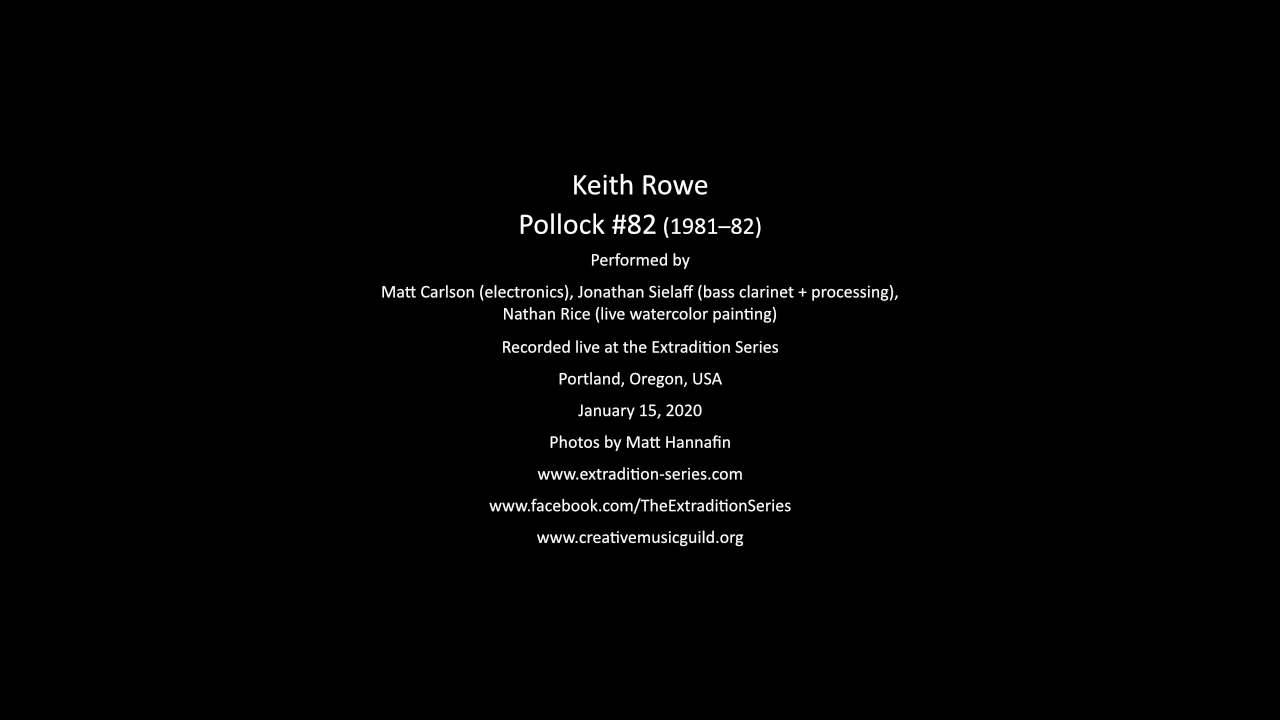 Keith Rowe
Pollock #82 (1981–82)
Performed by
Matt Carlson (electronics), Jonathan Sielaff (bass clarinet + processing),
Nathan Rice (live watercolor painting)
Recorded live at the Extradition Series
Portland, Oregon, USA
January 15, 2020
Photos by Matt Hannafin
www.extradition-series.com
www.facebook.com/TheExtraditionSeries
www.creativemusicguild.org